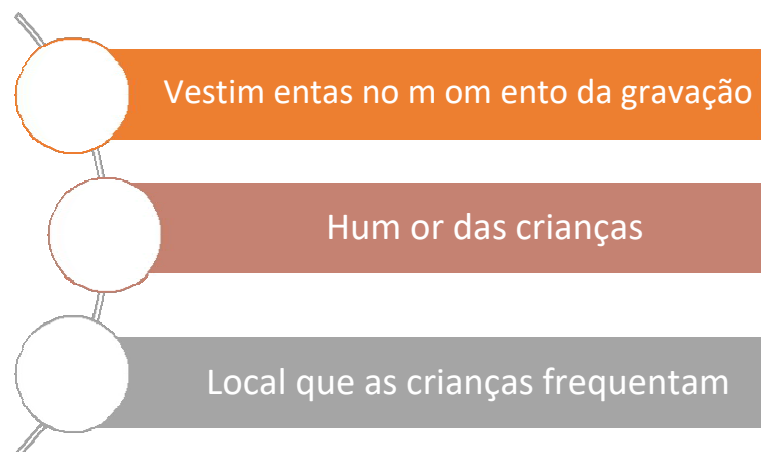 Vestim entas no m om ento da gravação
Hum or das crianças
Local que as crianças frequentam